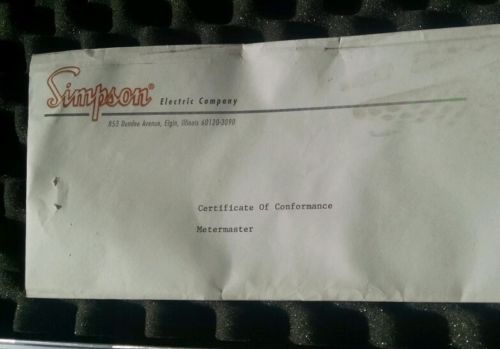 Simpson® Electric Company
853 Dundee Avenue, Elgin, Illinois 60120-3090
Certificate Of Conformance
Metermaster